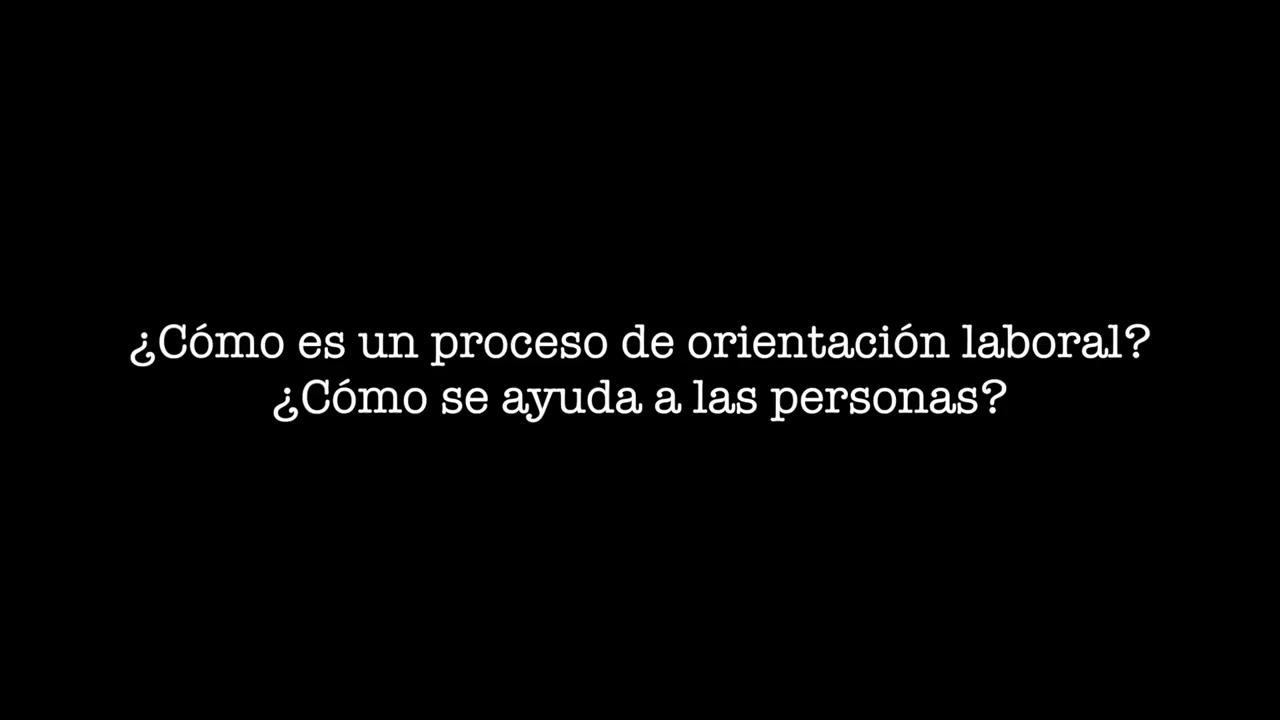 ¿Cómo es un proceso de orientación laboral?
¿Cómo se ayuda a las personas?